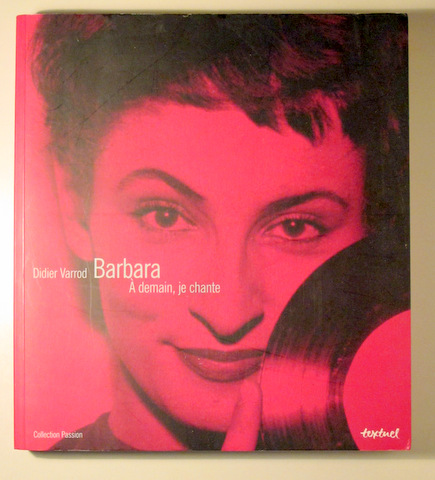 Didier Varrod Barbara
A demain, je chante
Collection Passion
textuel